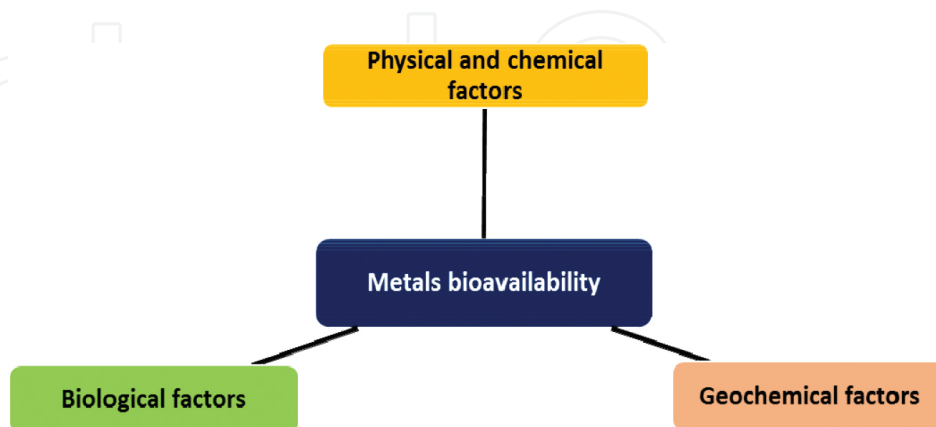 Physical and chemical
factors
Metals bioavailability
Biological factors
Geochemical factors